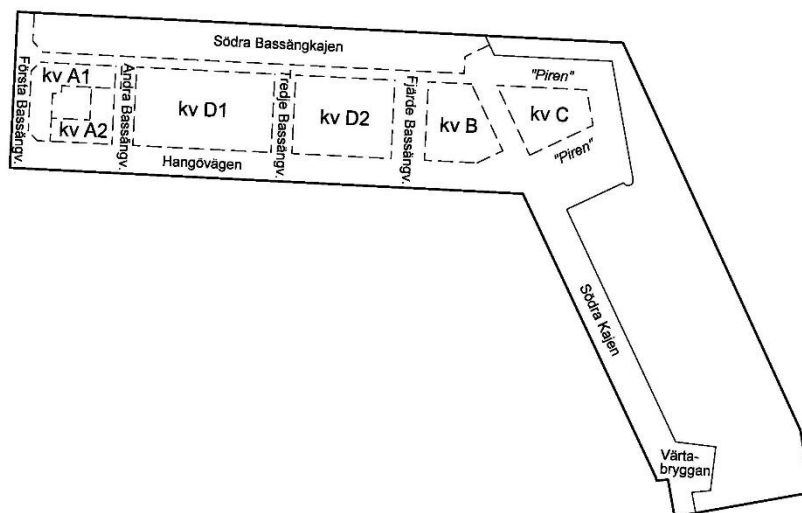 Södra Bassängkajen
"Piren"
Första Bassängv.
kv A1
kv A2
Andra Bassängv.
kv D1
Tredje Bassängv.
kv D2
Fjärde Bassängv.
kv B
kv C
"Piren"
Hangövägen
Södra Kajen
Värta-
bryggan